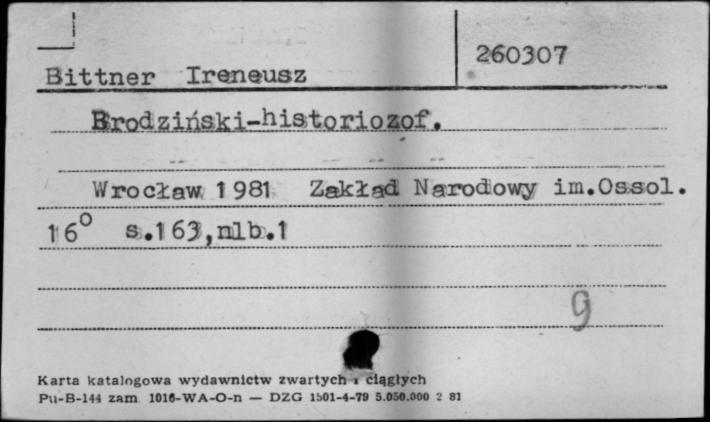 260307
Bittner Ireneusz
Brodziński-historiozof.
Wrocław 1981 Zakład Narodowy im.Ossol.
16° s.163,nlb.1
9
Karta katalogowa wydawnictw zwartych i ciągłych
Pu-B-144 zam. 1016-WA-O-n — DZG 1501-4-79 5.050.000 2 81